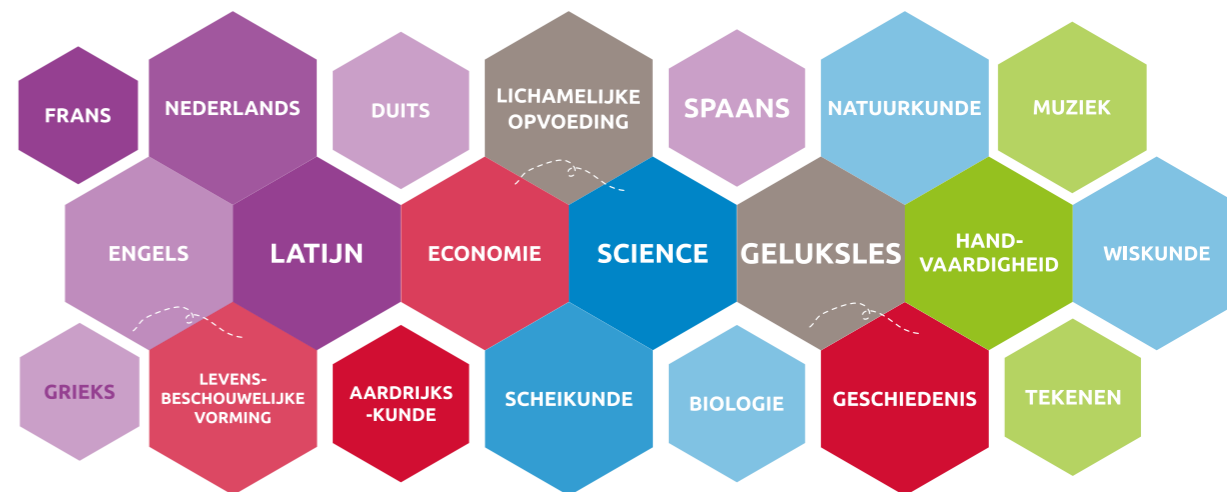 FRANS
NEDERLANDS
DUITS
LICHAMELIJKE
OPVOEDING
SPAANS
NATUURKUNDE
MUZIEK
ENGELS
LATIJN
ECONOMIE
SCIENCE
GELUKSLES
HAND-
VAARDIGHEID
WISKUNDE
GRIEKS
LEVENS-
BESCHOUWELIJKE
VORMING
AARDRIJKS
-KUNDE
SCHEIKUNDE
BIOLOGIE
GESCHIEDENIS
TEKENEN